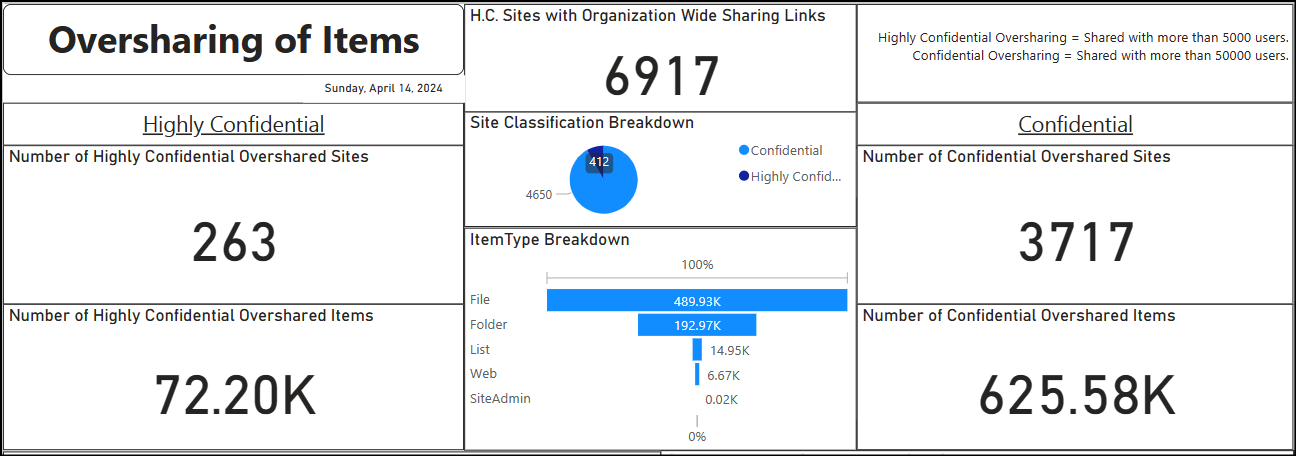 Oversharing of Items
Sunday, April 14, 2024
Highly Confidential
Number of Highly Confidential Overshared Sites
263
Number of Highly Confidential Overshared Items
72.20K
H.C. Sites with Organization Wide Sharing Links
6917
Site Classification Breakdown
412
4650
Confidential
Highly Confid...
ItemType Breakdown
100%
File 489.93K
Folder 192.97K
List 14.95K
Web 6.67K
SiteAdmin 0.02K
0%
Highly Confidential Oversharing = Shared with more than 5000 users.
Confidential Oversharing = Shared with more than 50000 users.
Confidential
Number of Confidential Overshared Sites
3717
Number of Confidential Overshared Items
625.58K